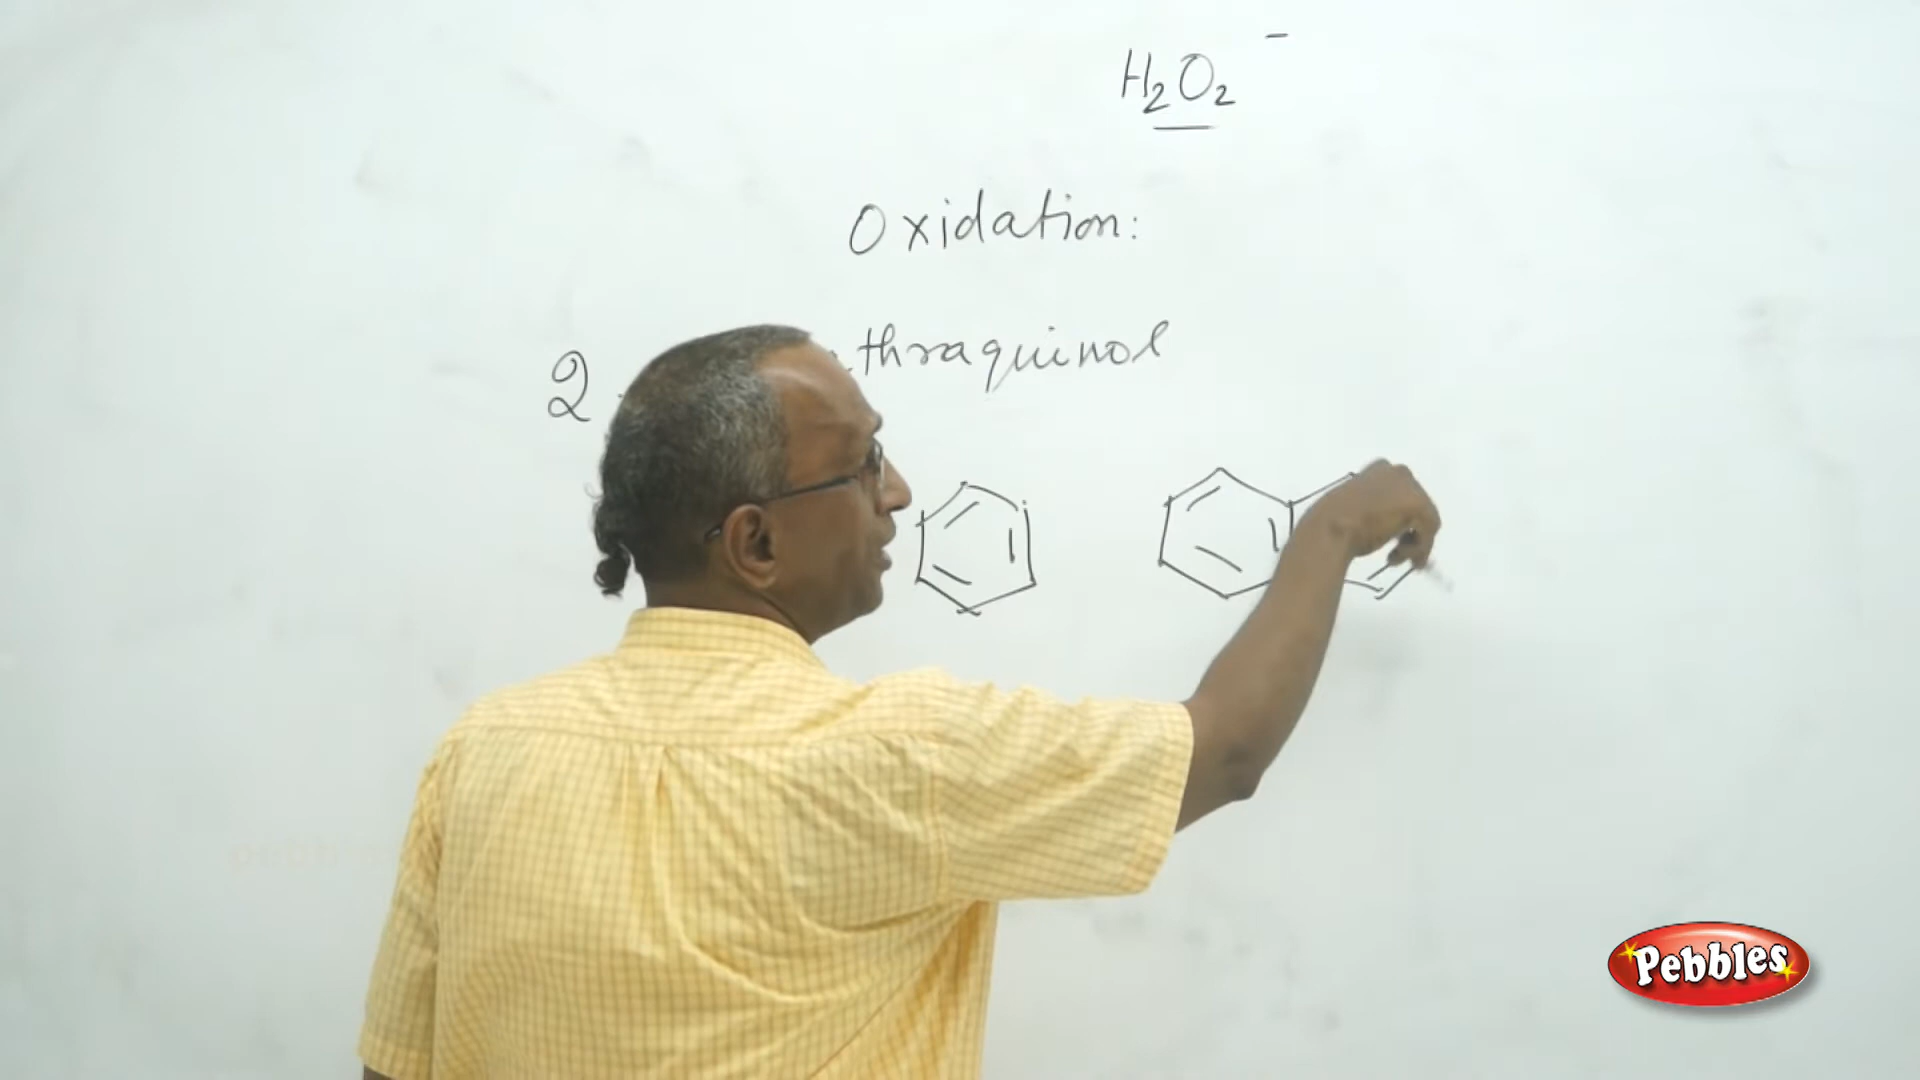 H₂O₂ ⁻
Oxidation:
2
thraquinol
Pebbles